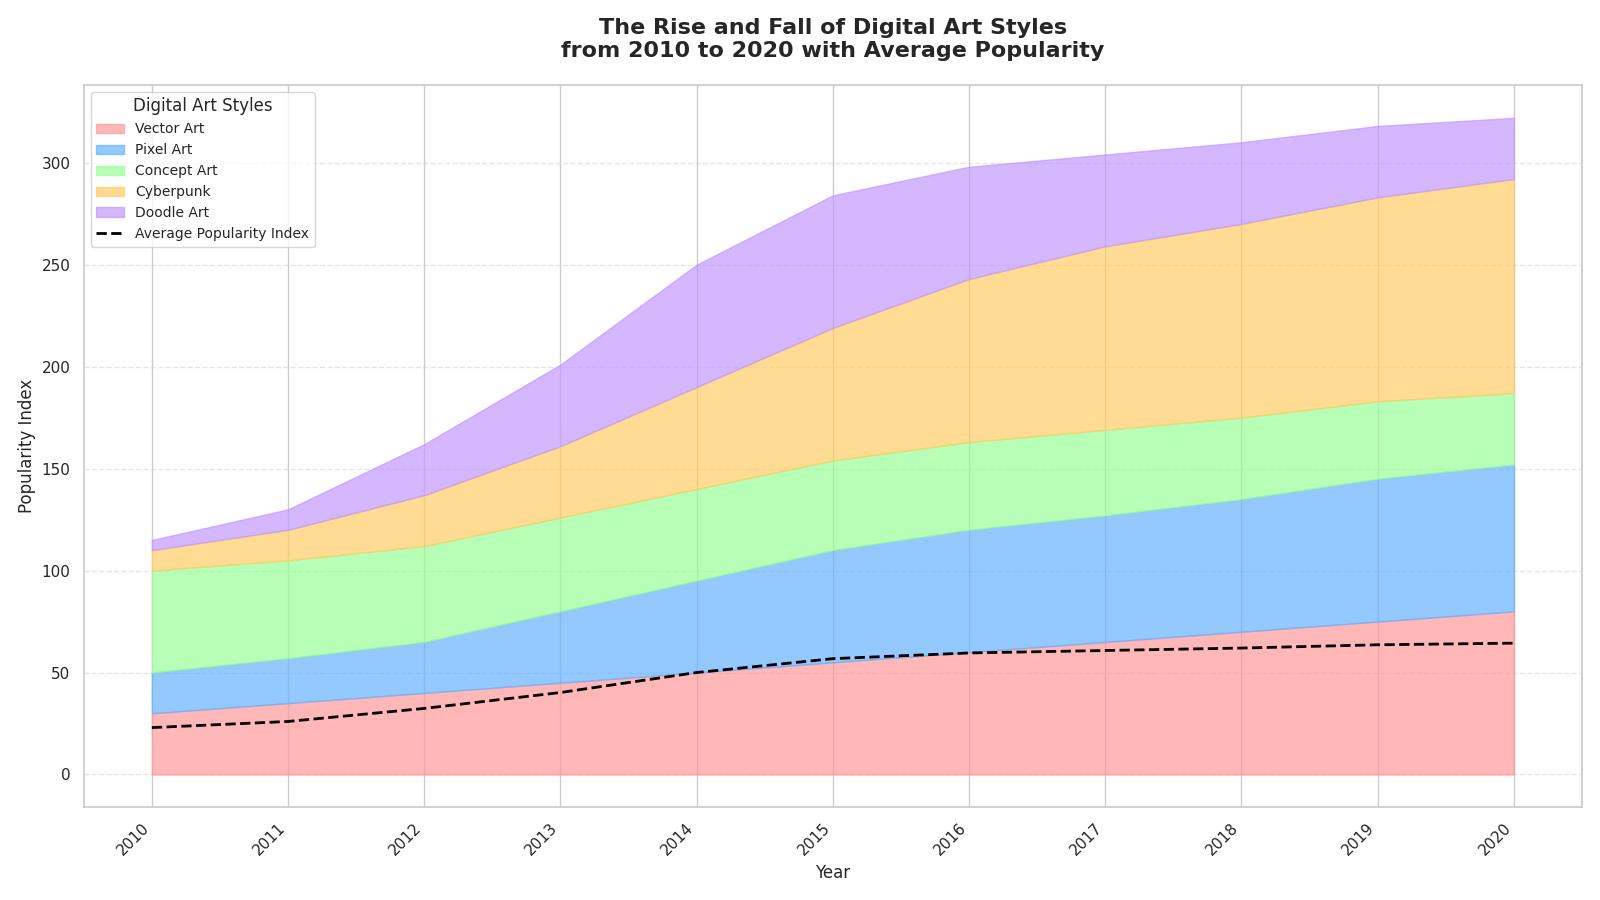 The Rise and Fall of Digital Art Styles
from 2010 to 2020 with Average Popularity
Digital Art Styles
Vector Art
Pixel Art
Concept Art
Cyberpunk
Doodle Art
Average Popularity Index
Popularity Index
300
250
200
150
100
50
0
2010
2011
2012
2013
2014
2015
2016
2017
2018
2019
2020
Year